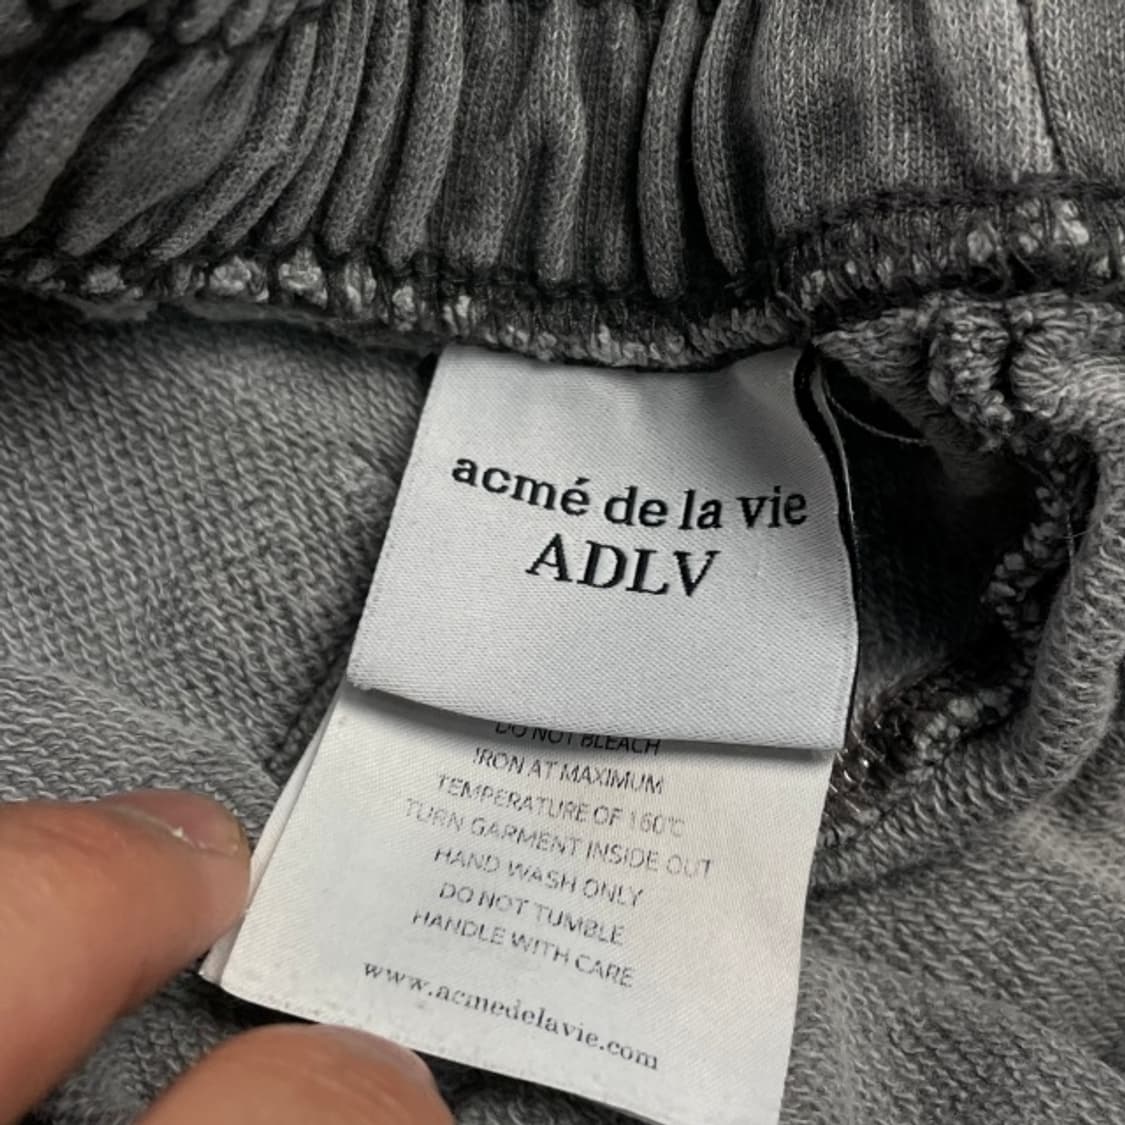 acmé de la vie
ADLV
DO NOT BLEACH
IRON AT MAXIMUM
TEMPERATURE OF 160℃
TURN GARMENT INSIDE OUT
HAND WASH ONLY
DO NOT TUMBLE
HANDLE WITH CARE
www.acmedelavie.com